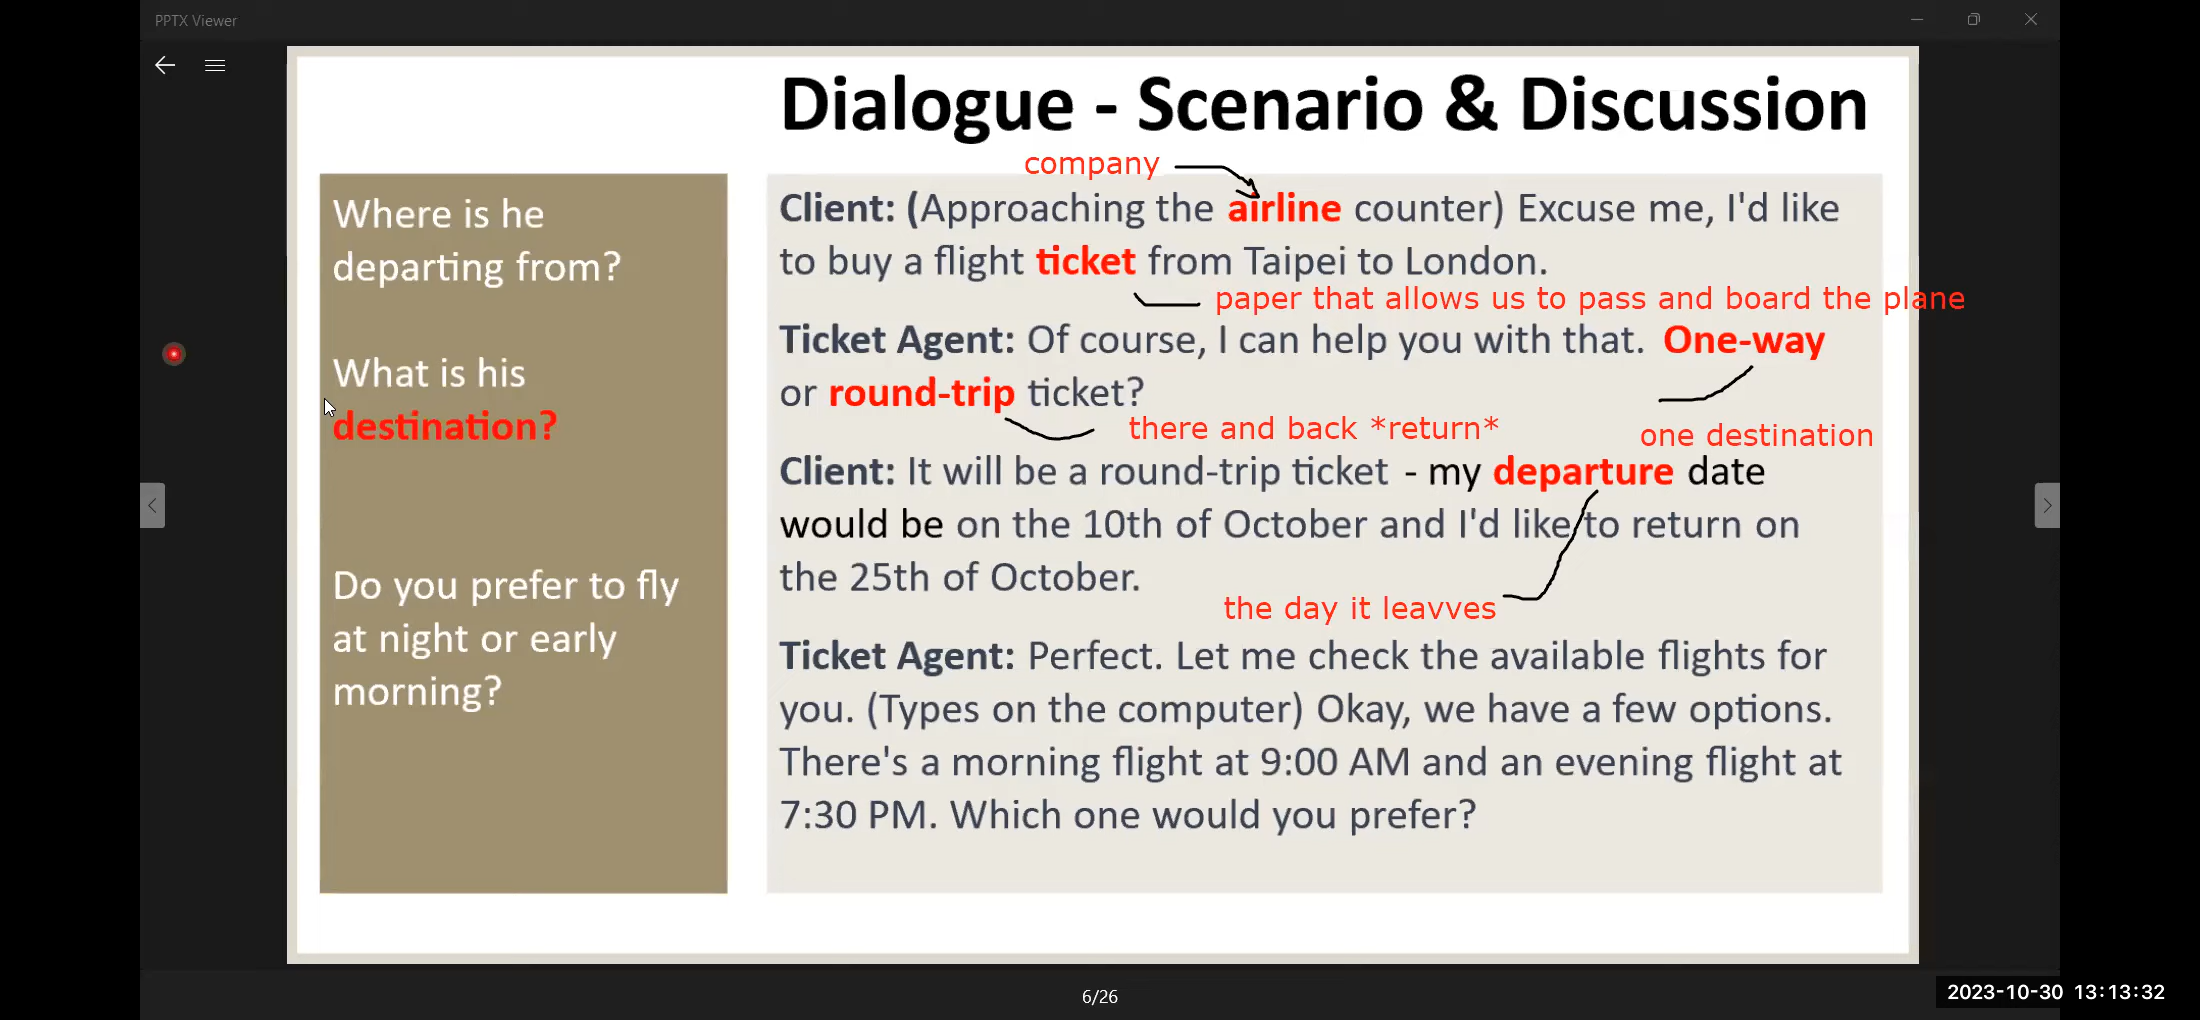 PPTX Viewer
Dialogue - Scenario & Discussion
Where is he
departing from?
What is his
destination?
Do you prefer to fly
at night or early
morning?
company
Client: (Approaching the airline counter) Excuse me, I'd like
to buy a flight ticket from Taipei to London.
paper that allows us to pass and board the plane
Ticket Agent: Of course, I can help you with that. One-way
or round-trip ticket?
there and back *return*
one destination
Client: It will be a round-trip ticket - my departure date
would be on the 10th of October and I'd like to return on
the 25th of October.
the day it leavves
Ticket Agent: Perfect. Let me check the available flights for
you. (Types on the computer) Okay, we have a few options.
There's a morning flight at 9:00 AM and an evening flight at
7:30 PM. Which one would you prefer?
6/26
2023-10-30 13:13:32